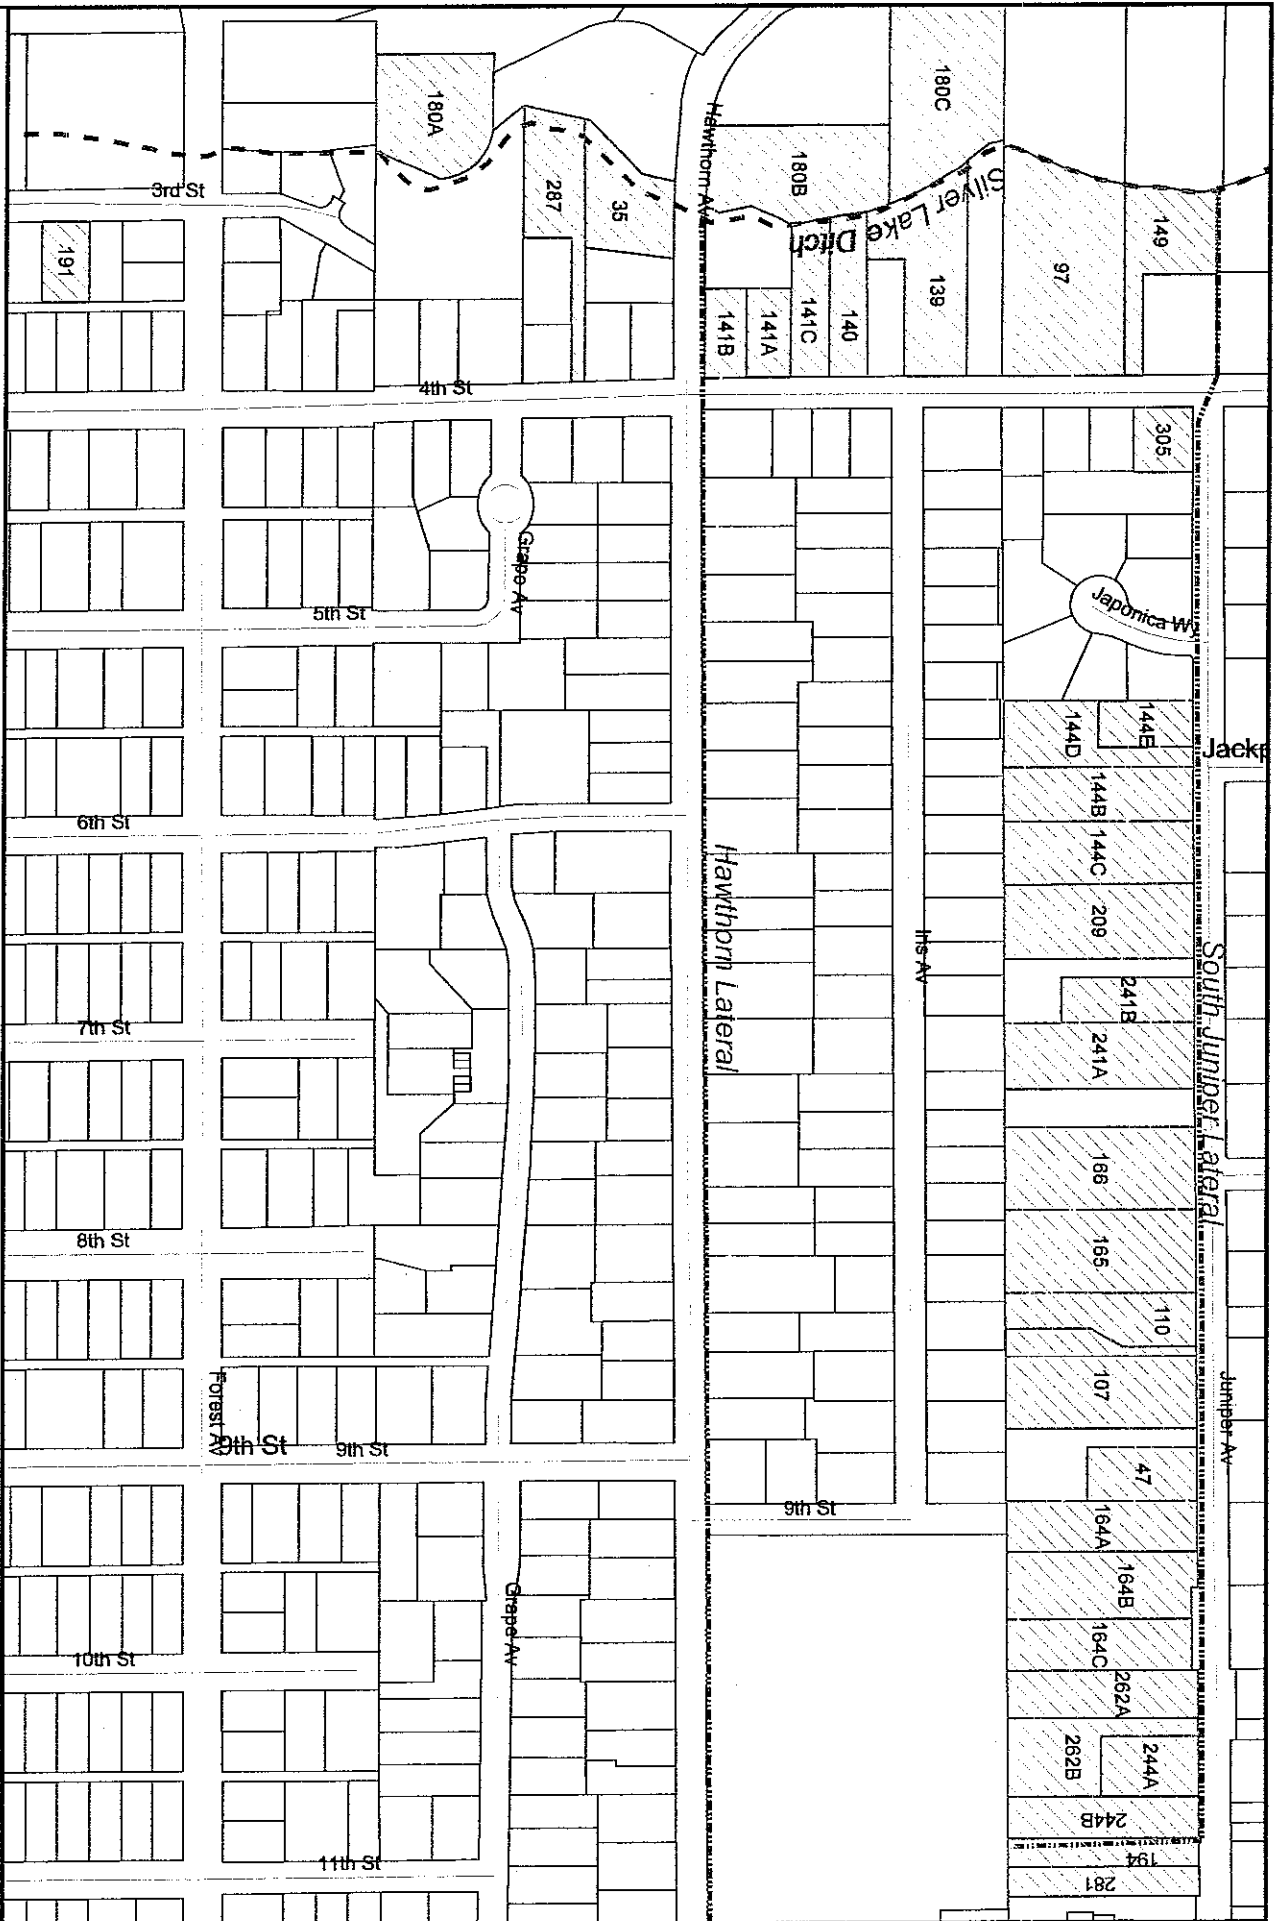 180C
180A
Hawthorn Av
180B
3rd St
287
35
Silver Lake Ditch
149
191
97
139
141B
141A
141C
140
4th St
305
Grape Av
5th St
Japonica Wy
144D
144E
144B
6th St
144C
Hawthorn Lateral
209
Iris Av
South Juniper Lateral
241B
241A
7th St
166
8th St
165
110
107
Juniper Av
Forest Av
9th St
9th St
47
9th St
164A
164B
Grape Av
164C
10th St
262A
262B
244A
244B
194
11th St
281